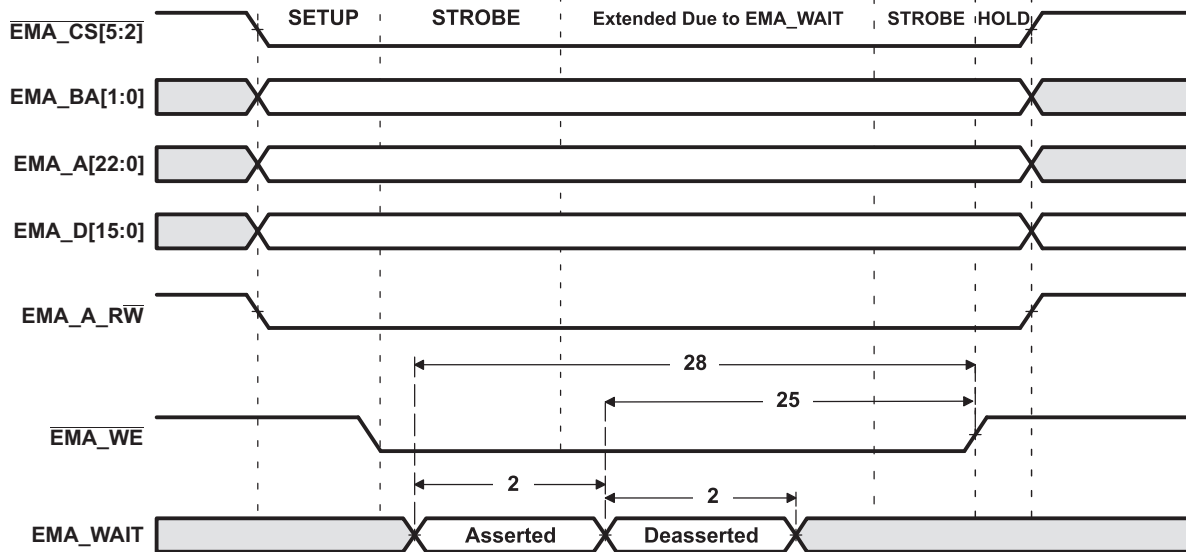 SETUP STROBE Extended Due to EMA_WAIT STROBE HOLD
EMA_CS[5:2]
EMA_BA[1:0]
EMA_A[22:0]
EMA_D[15:0]
EMA_A_RW
28
25
EMA_WE
2
2
EMA_WAIT Asserted Deasserted